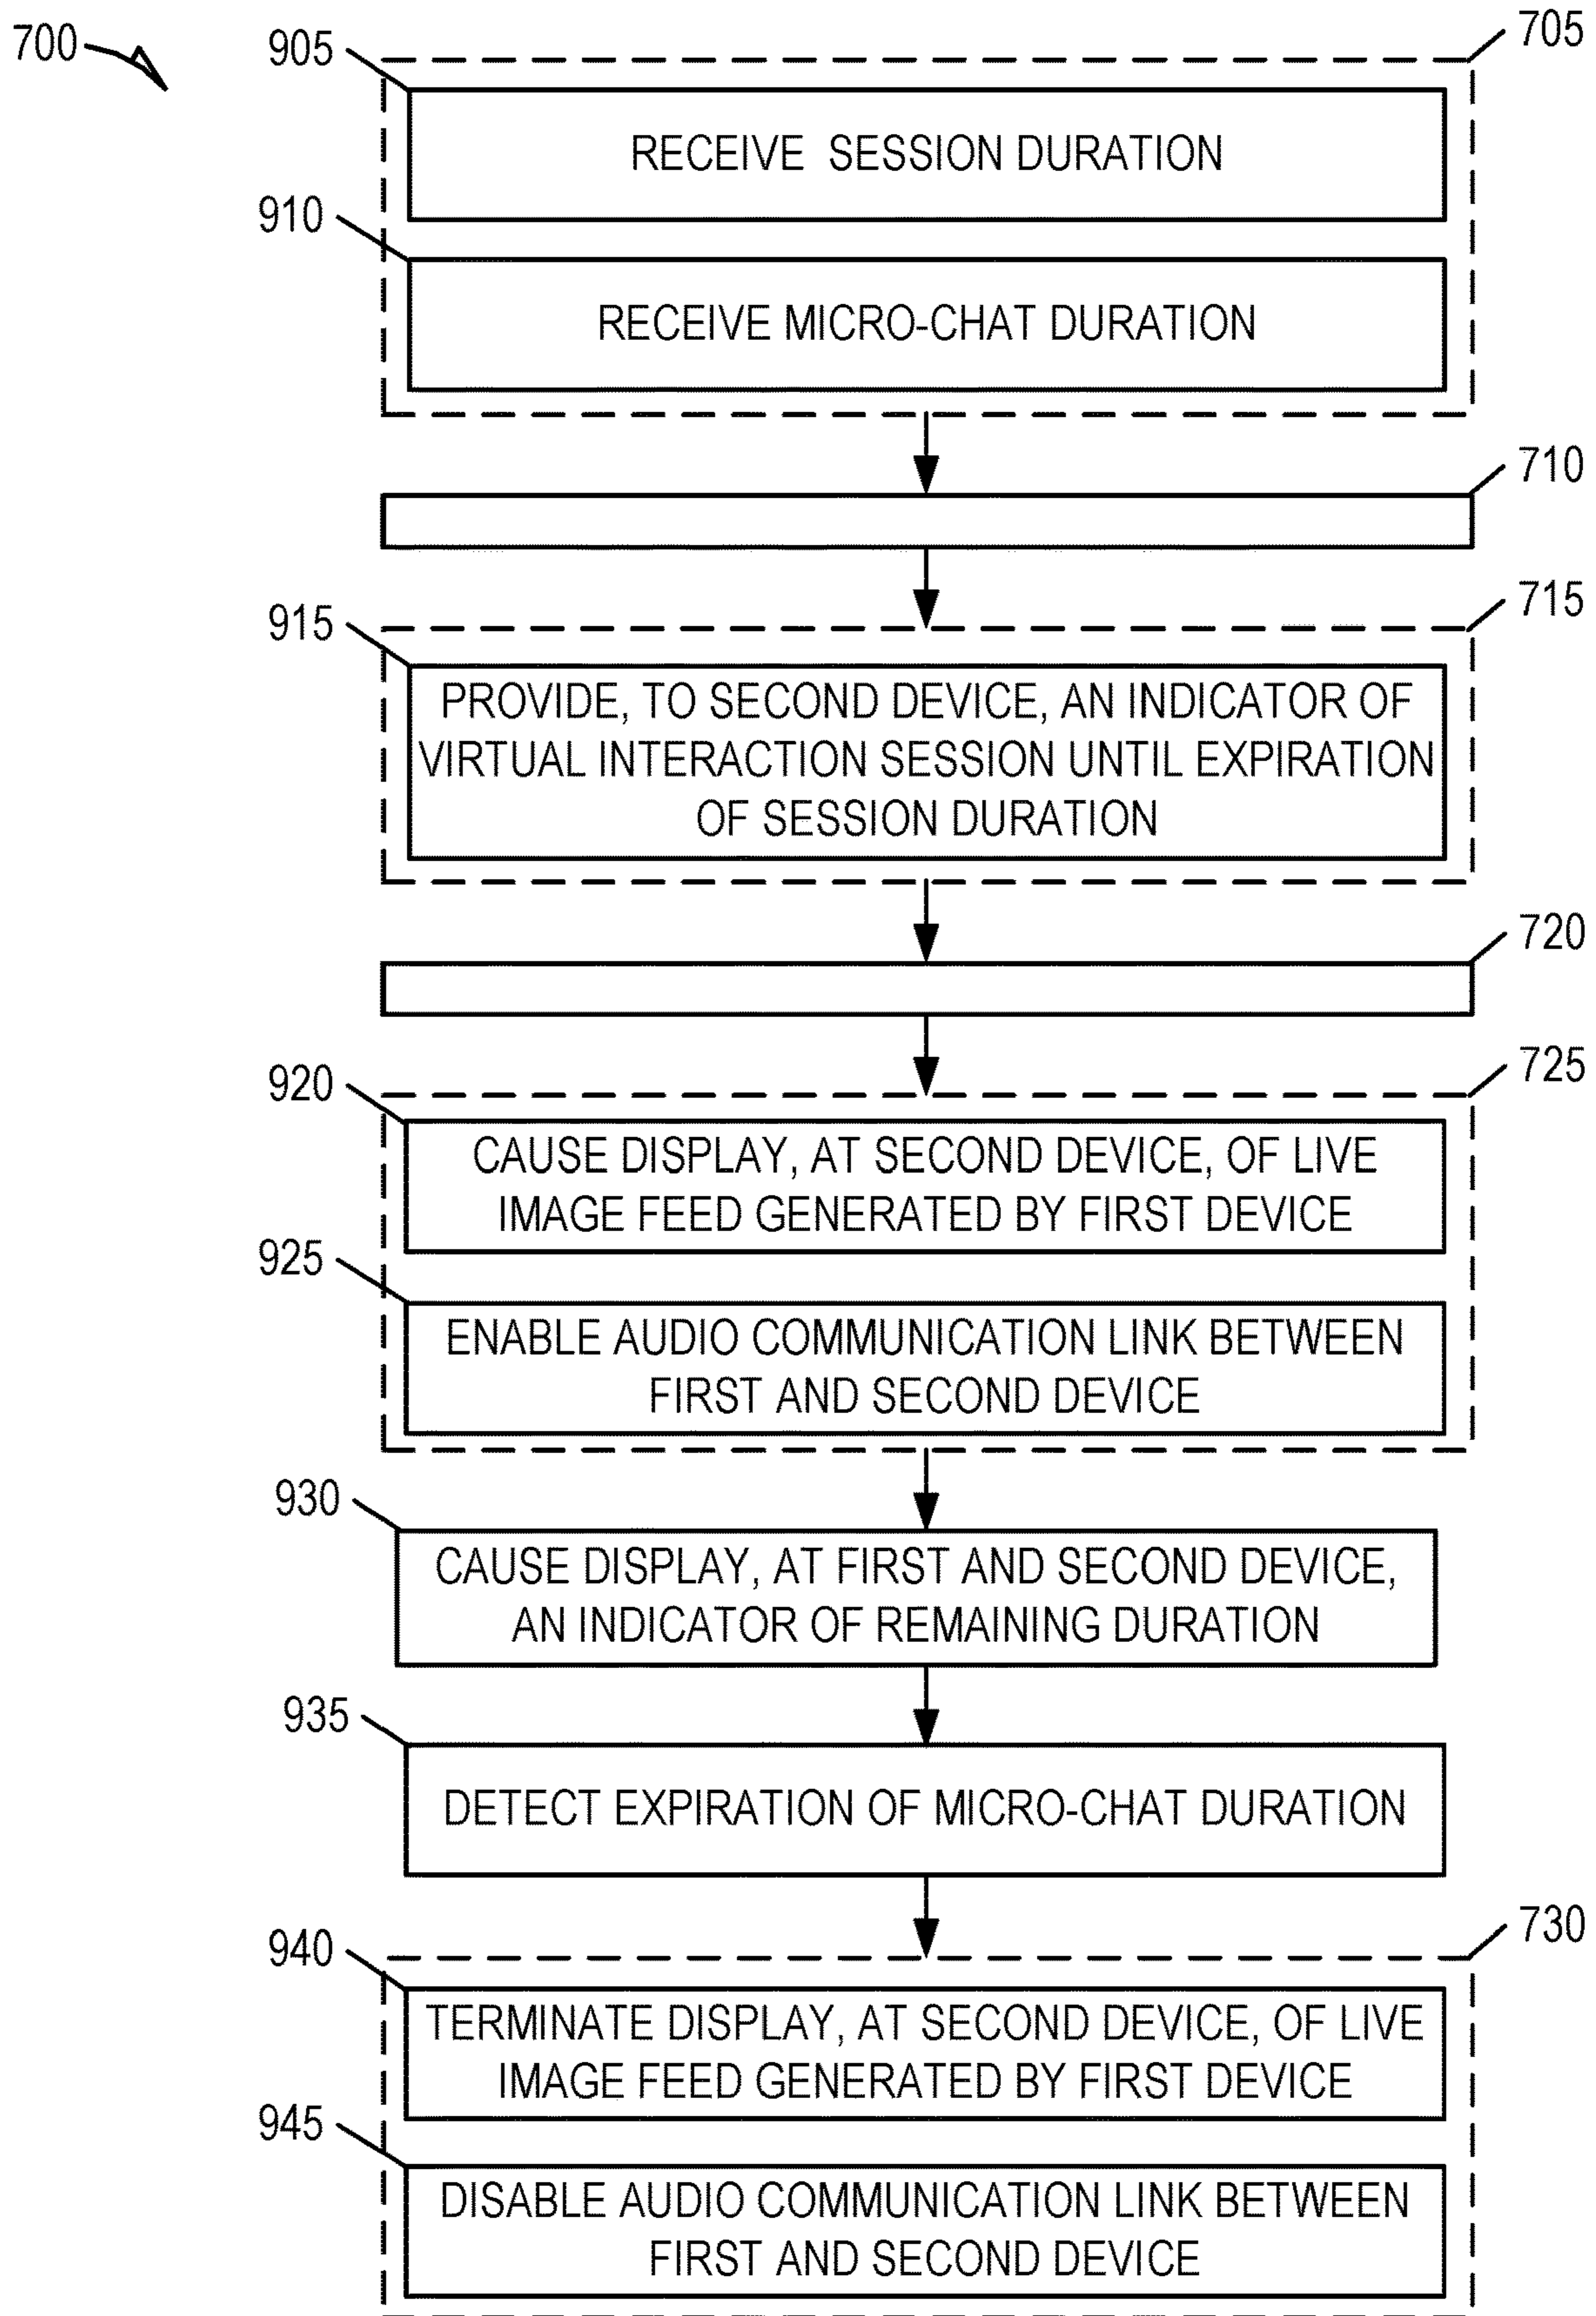 700
905
705
RECEIVE SESSION DURATION
910
RECEIVE MICRO-CHAT DURATION
710
715
915
PROVIDE, TO SECOND DEVICE, AN INDICATOR OF
VIRTUAL INTERACTION SESSION UNTIL EXPIRATION
OF SESSION DURATION
720
725
920
CAUSE DISPLAY, AT SECOND DEVICE, OF LIVE
IMAGE FEED GENERATED BY FIRST DEVICE
925
ENABLE AUDIO COMMUNICATION LINK BETWEEN
FIRST AND SECOND DEVICE
930
CAUSE DISPLAY, AT FIRST AND SECOND DEVICE,
AN INDICATOR OF REMAINING DURATION
935
DETECT EXPIRATION OF MICRO-CHAT DURATION
730
940
TERMINATE DISPLAY, AT SECOND DEVICE, OF LIVE
IMAGE FEED GENERATED BY FIRST DEVICE
945
DISABLE AUDIO COMMUNICATION LINK BETWEEN
FIRST AND SECOND DEVICE